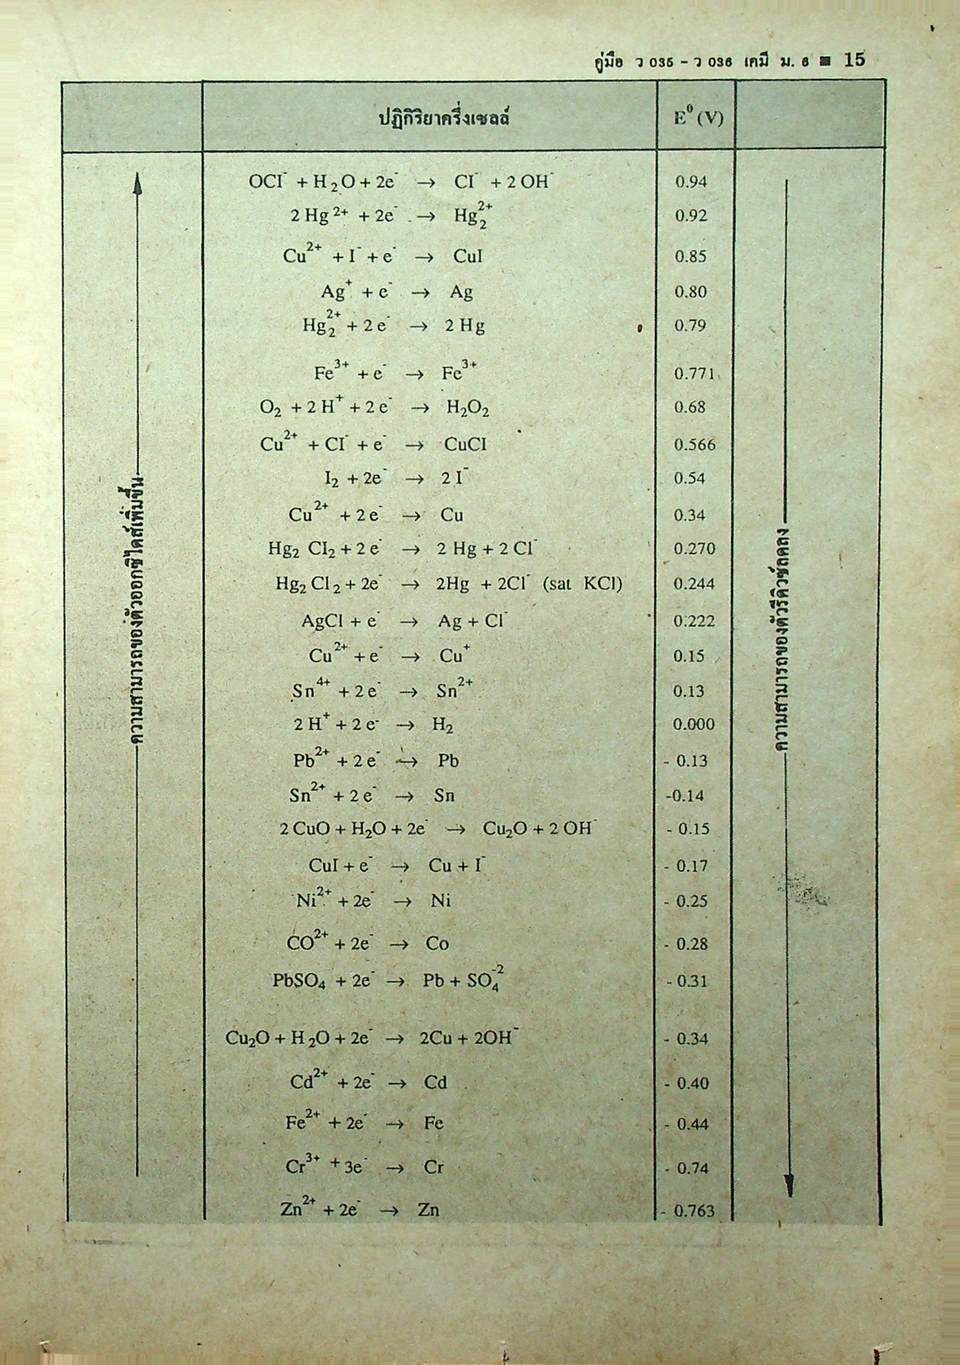 คู่มือ ว 035 - ว 036 เคมี ม. 6 ■ 15
ปฏิกิริยาครึ่งเซลล์ E⁰ (V)
OCl⁻ + H₂O + 2e⁻ → Cl⁻ + 2 OH⁻ 0.94
2 Hg²⁺ + 2e⁻ → Hg₂²⁺ 0.92
Cu²⁺ + I⁻ + e⁻ → CuI 0.85
Ag⁺ + e⁻ → Ag 0.80
Hg₂²⁺ + 2 e⁻ → 2 Hg 0.79
Fe³⁺ + e⁻ → Fe³⁺ 0.771
O₂ + 2 H⁺ + 2 e⁻ → H₂O₂ 0.68
Cu²⁺ + Cl⁻ + e⁻ → CuCl 0.566
I₂ + 2e⁻ → 2 I⁻ 0.54
Cu²⁺ + 2 e⁻ → Cu 0.34
Hg₂ Cl₂ + 2 e⁻ → 2 Hg + 2 Cl⁻ 0.270
Hg₂ Cl₂ + 2e⁻ → 2Hg + 2Cl⁻ (sat KCl) 0.244
AgCl + e⁻ → Ag + Cl⁻ 0.222
Cu²⁺ + e⁻ → Cu⁺ 0.15
Sn⁴⁺ + 2 e⁻ → Sn²⁺ 0.13
2 H⁺ + 2 e⁻ → H₂ 0.000
Pb²⁺ + 2 e⁻ → Pb - 0.13
Sn²⁺ + 2 e⁻ → Sn -0.14
2 CuO + H₂O + 2e⁻ → Cu₂O + 2 OH⁻ - 0.15
CuI + e⁻ → Cu + I⁻ - 0.17
Ni²⁺ + 2e⁻ → Ni - 0.25
CO²⁺ + 2e⁻ → Co - 0.28
PbSO₄ + 2e⁻ → Pb + SO₄⁻² - 0.31
Cu₂O + H₂O + 2e⁻ → 2Cu + 2OH⁻ - 0.34
Cd²⁺ + 2e⁻ → Cd - 0.40
Fe²⁺ + 2e⁻ → Fe - 0.44
Cr³⁺ + 3e⁻ → Cr - 0.74
Zn²⁺ + 2e⁻ → Zn - 0.763
ความสามารถของตัวออกซิไดส์เพิ่มขึ้น
ความสามารถของตัวรีดิวซ์ลดลง